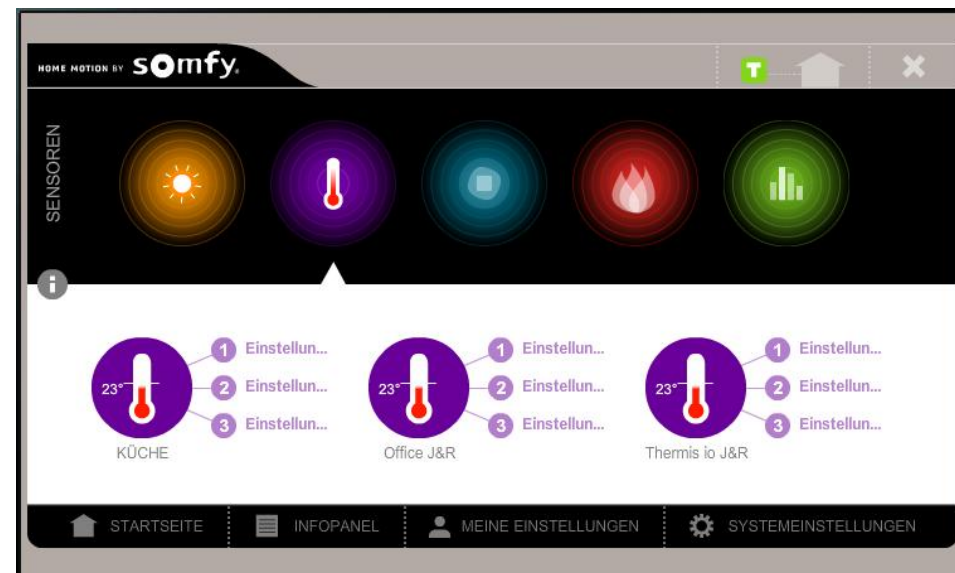 HOME MOTION BY somfy.
T
SENSOREN
i
1 Einstellun...
2 Einstellun...
3 Einstellun...
23°
KÜCHE
1 Einstellun...
2 Einstellun...
3 Einstellun...
23°
Office J&R
1 Einstellun...
2 Einstellun...
3 Einstellun...
23°
Thermis io J&R
STARTSEITE INFOPANEL MEINE EINSTELLUNGEN SYSTEMEINSTELLUNGEN